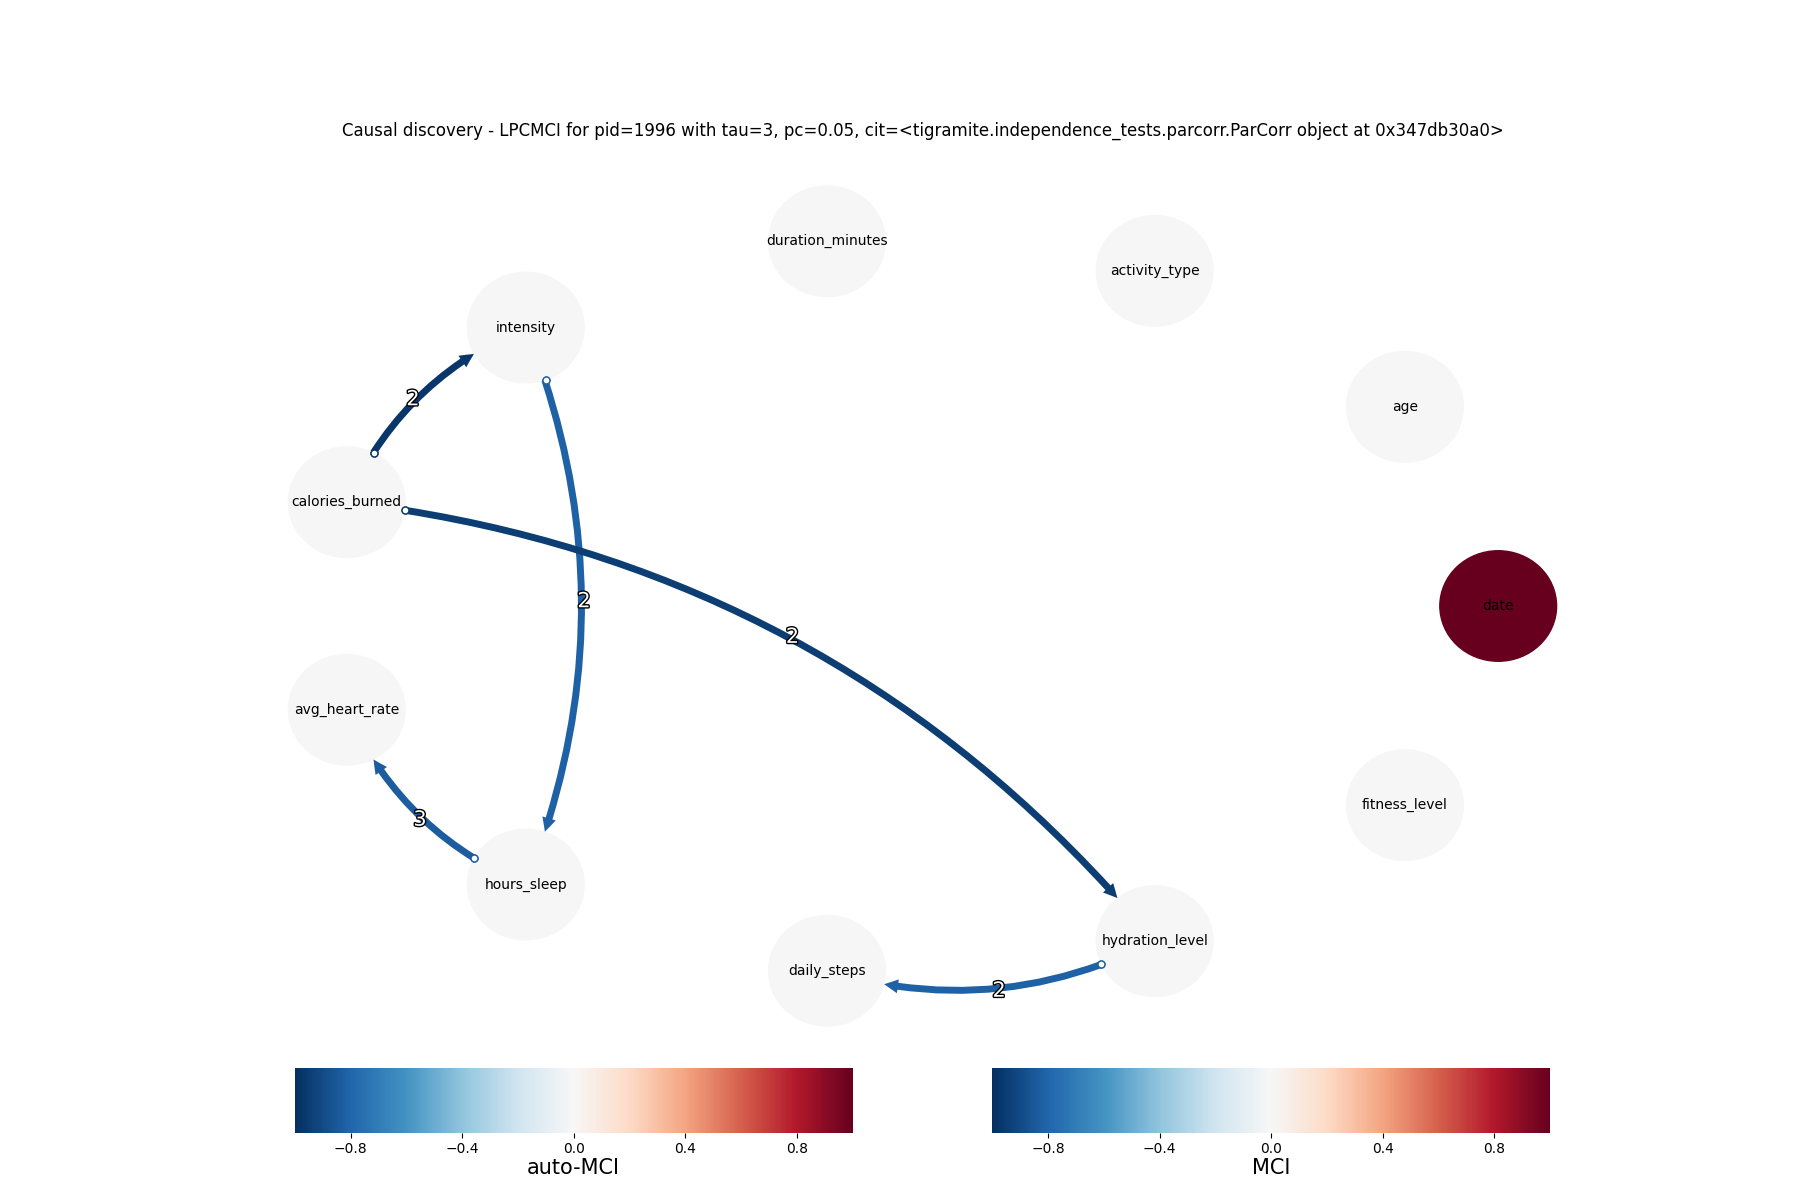 Causal discovery - LPCMCI for pid=1996 with tau=3, pc=0.05, cit=<tigramite.independence_tests.parcorr.ParCorr object at 0x347db30a0>
duration_minutes
activity_type
intensity
age
2
calories_burned
2
date
2
avg_heart_rate
fitness_level
3
hours_sleep
hydration_level
daily_steps
2
−0.8 −0.4 0.0 0.4 0.8
auto-MCI
−0.8 −0.4 0.0 0.4 0.8
MCI